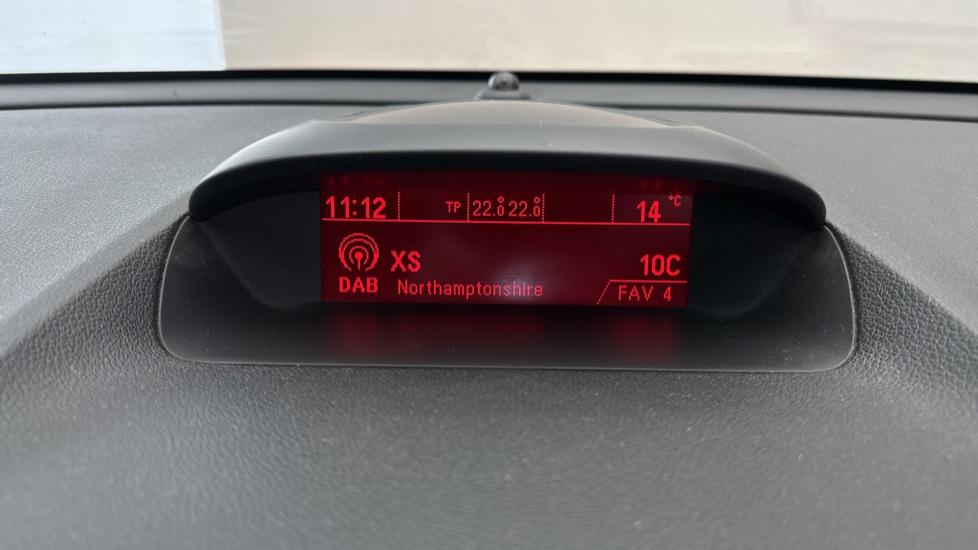 11:12 TP 22.0° 22.0° 14 °C
XS 10C
DAB Northamptonshire FAV 4